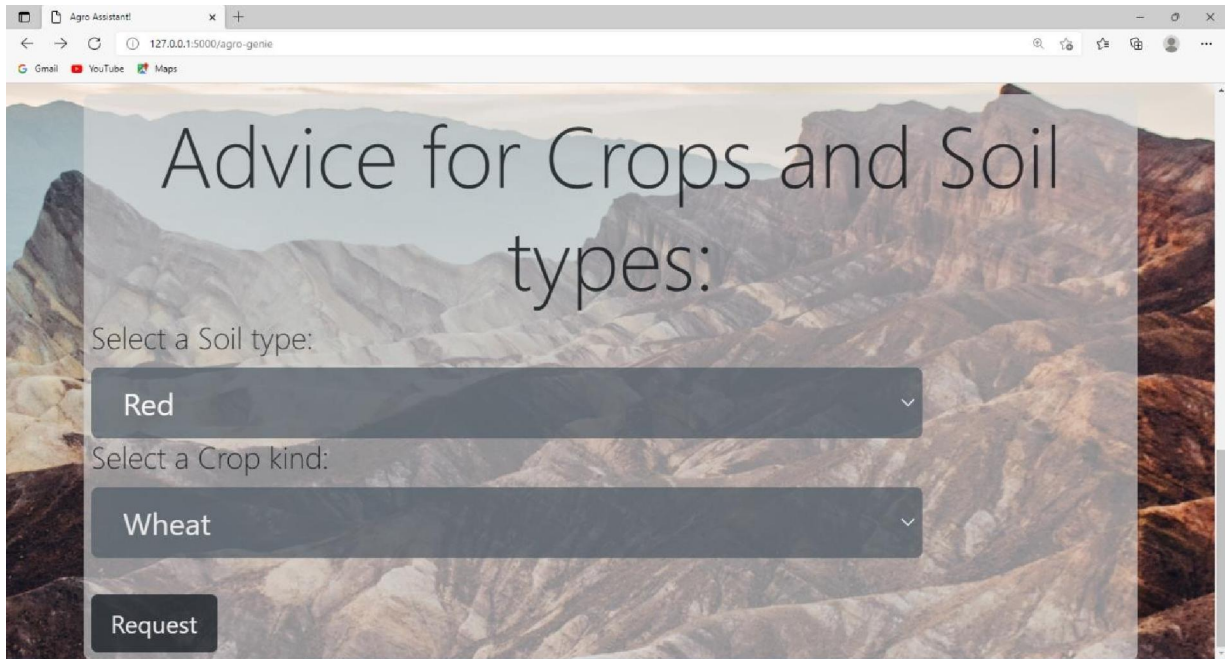 Agro Assistant!
127.0.0.1:5000/agro-genie
Gmail YouTube Maps
Advice for Crops and Soil
types:
Select a Soil type:
Red
Select a Crop kind:
Wheat
Request